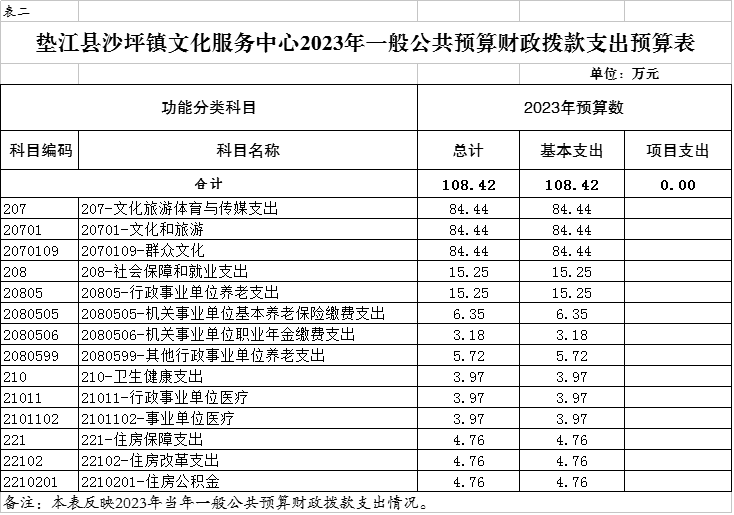 表二
垫江县沙坪镇文化服务中心2023年一般公共预算财政拨款支出预算表
单位：万元
功能分类科目 2023年预算数
科目编码 科目名称 总计 基本支出 项目支出
合计 108.42 108.42 0.00
207 207-文化旅游体育与传媒支出 84.44 84.44
20701 20701-文化和旅游 84.44 84.44
2070109 2070109-群众文化 84.44 84.44
208 208-社会保障和就业支出 15.25 15.25
20805 20805-行政事业单位养老支出 15.25 15.25
2080505 2080505-机关事业单位基本养老保险缴费支出 6.35 6.35
2080506 2080506-机关事业单位职业年金缴费支出 3.18 3.18
2080599 2080599-其他行政事业单位养老支出 5.72 5.72
210 210-卫生健康支出 3.97 3.97
21011 21011-行政事业单位医疗 3.97 3.97
2101102 2101102-事业单位医疗 3.97 3.97
221 221-住房保障支出 4.76 4.76
22102 22102-住房改革支出 4.76 4.76
2210201 2210201-住房公积金 4.76 4.76
备注：本表反映2023年当年一般公共预算财政拨款支出情况。